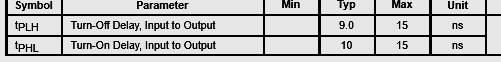 Symbol Parameter Min Typ Max Unit
tPLH Turn-Off Delay, Input to Output 9.0 15 ns
tPHL Turn-On Delay, Input to Output 10 15 ns